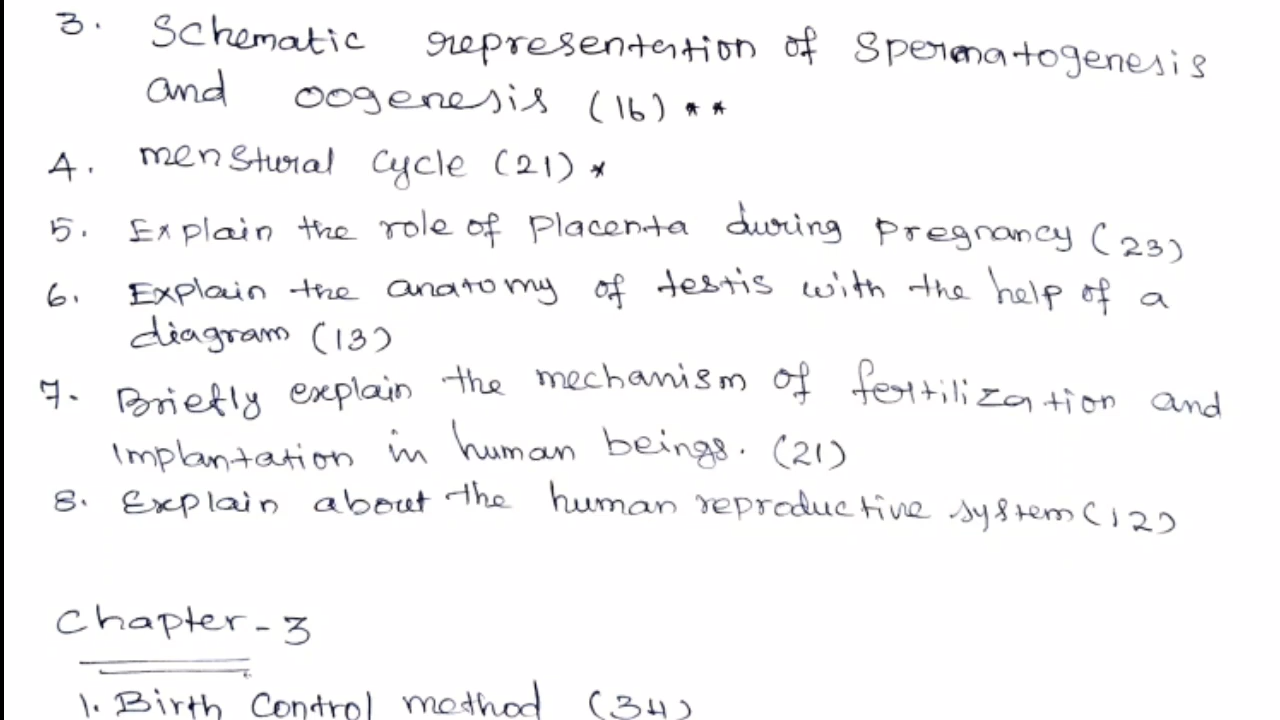 3. Schematic representation of Spermatogenesis
and oogenesis (16) **
4. menstural cycle (21) *
5. Explain the role of Placenta during pregnancy (23)
6. Explain the anatomy of testis with the help of a
diagram (13)
7. Briefly explain the mechanism of fertilization and
Implantation in human beings. (21)
8. Explain about the human reproductive system (12)
Chapter - 3
1. Birth Control method (34)